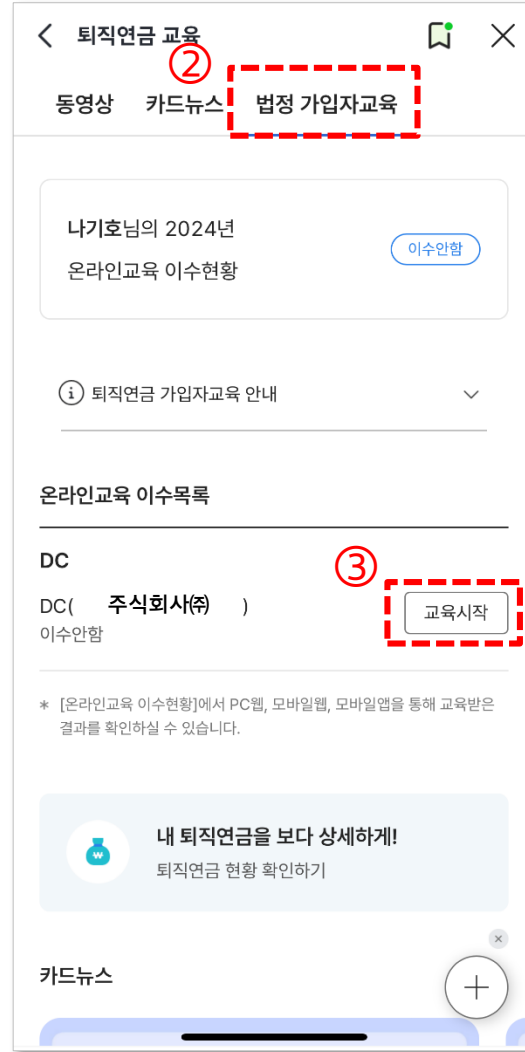 퇴직연금 교육
②
동영상 카드뉴스 법정 가입자교육
나기호님의 2024년
온라인교육 이수현황
이수안함
퇴직연금 가입자교육 안내
온라인교육 이수목록
DC
③
DC( 주식회사㈜ )
교육시작
이수안함
* [온라인교육 이수현황]에서 PC웹, 모바일웹, 모바일앱을 통해 교육받은
결과를 확인하실 수 있습니다.
내 퇴직연금을 보다 상세하게!
퇴직연금 현황 확인하기
카드뉴스